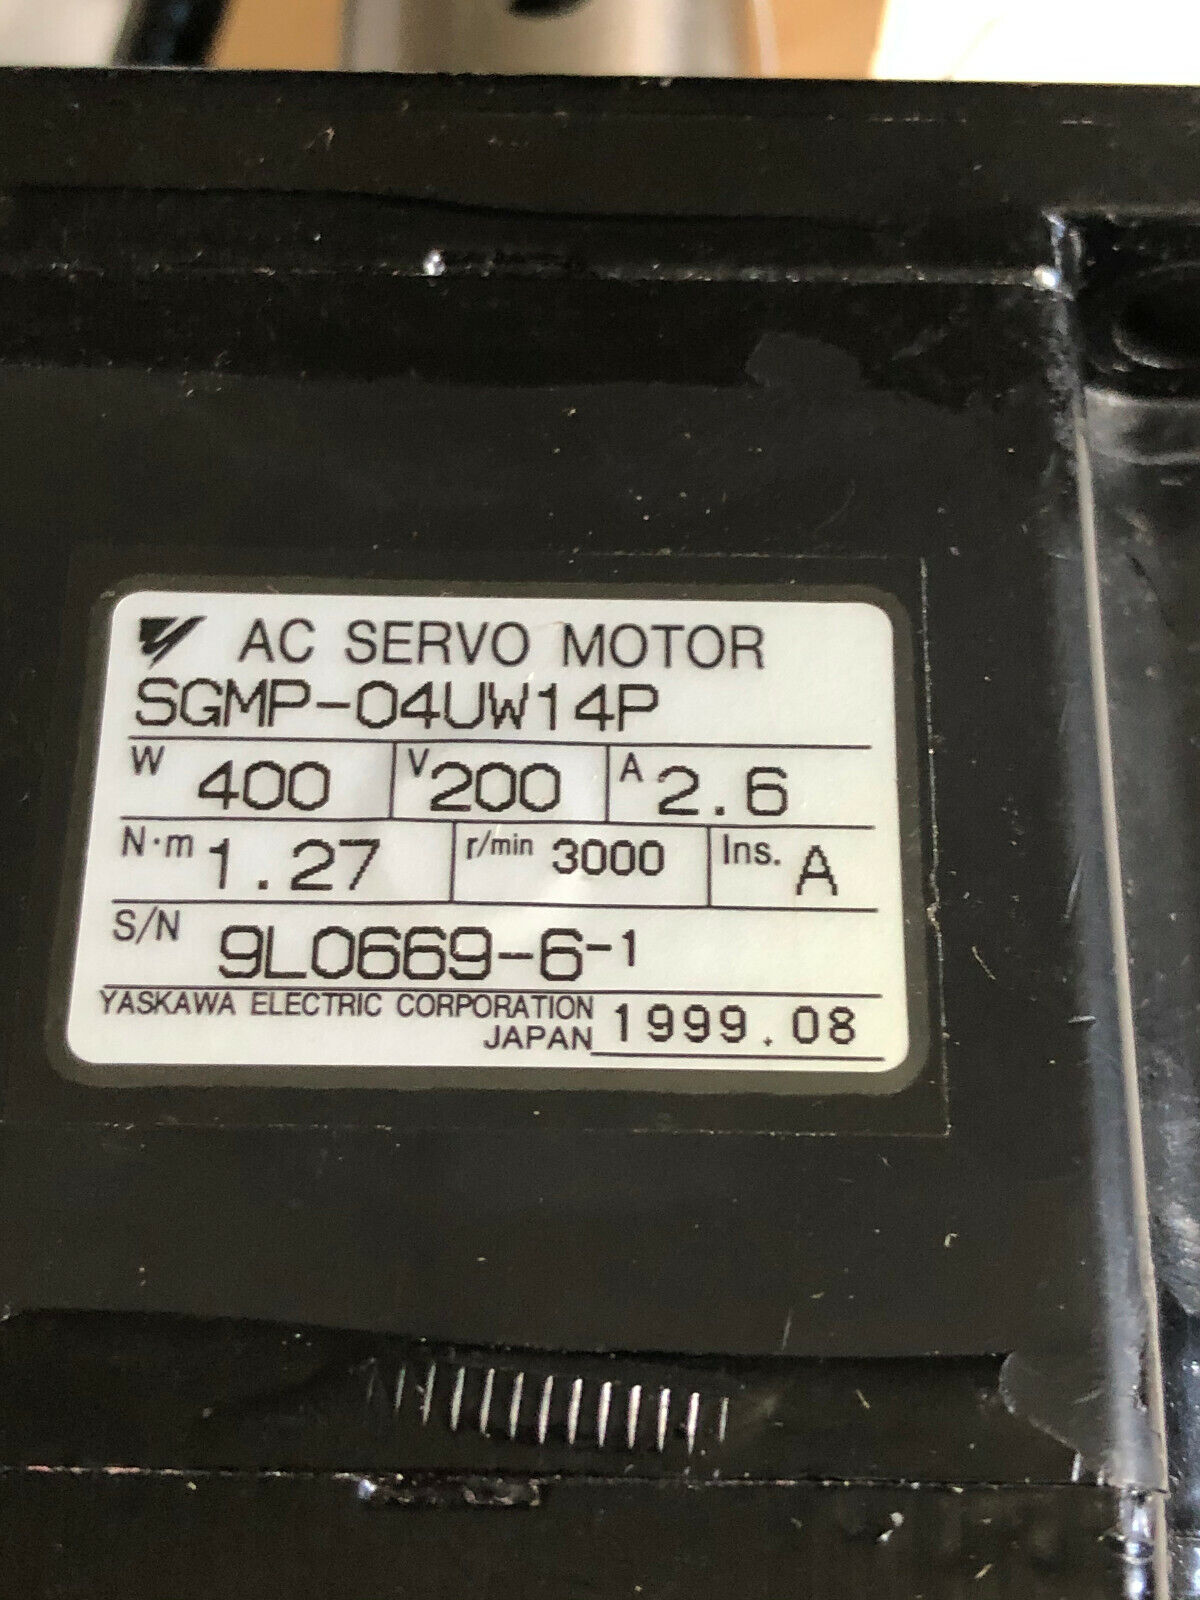 AC SERVO MOTOR
SGMP-04UW14P
W 400 V 200 A 2.6
N·m 1.27 r/min 3000 Ins. A
S/N 9L0669-6-1
YASKAWA ELECTRIC CORPORATION
JAPAN 1999.08